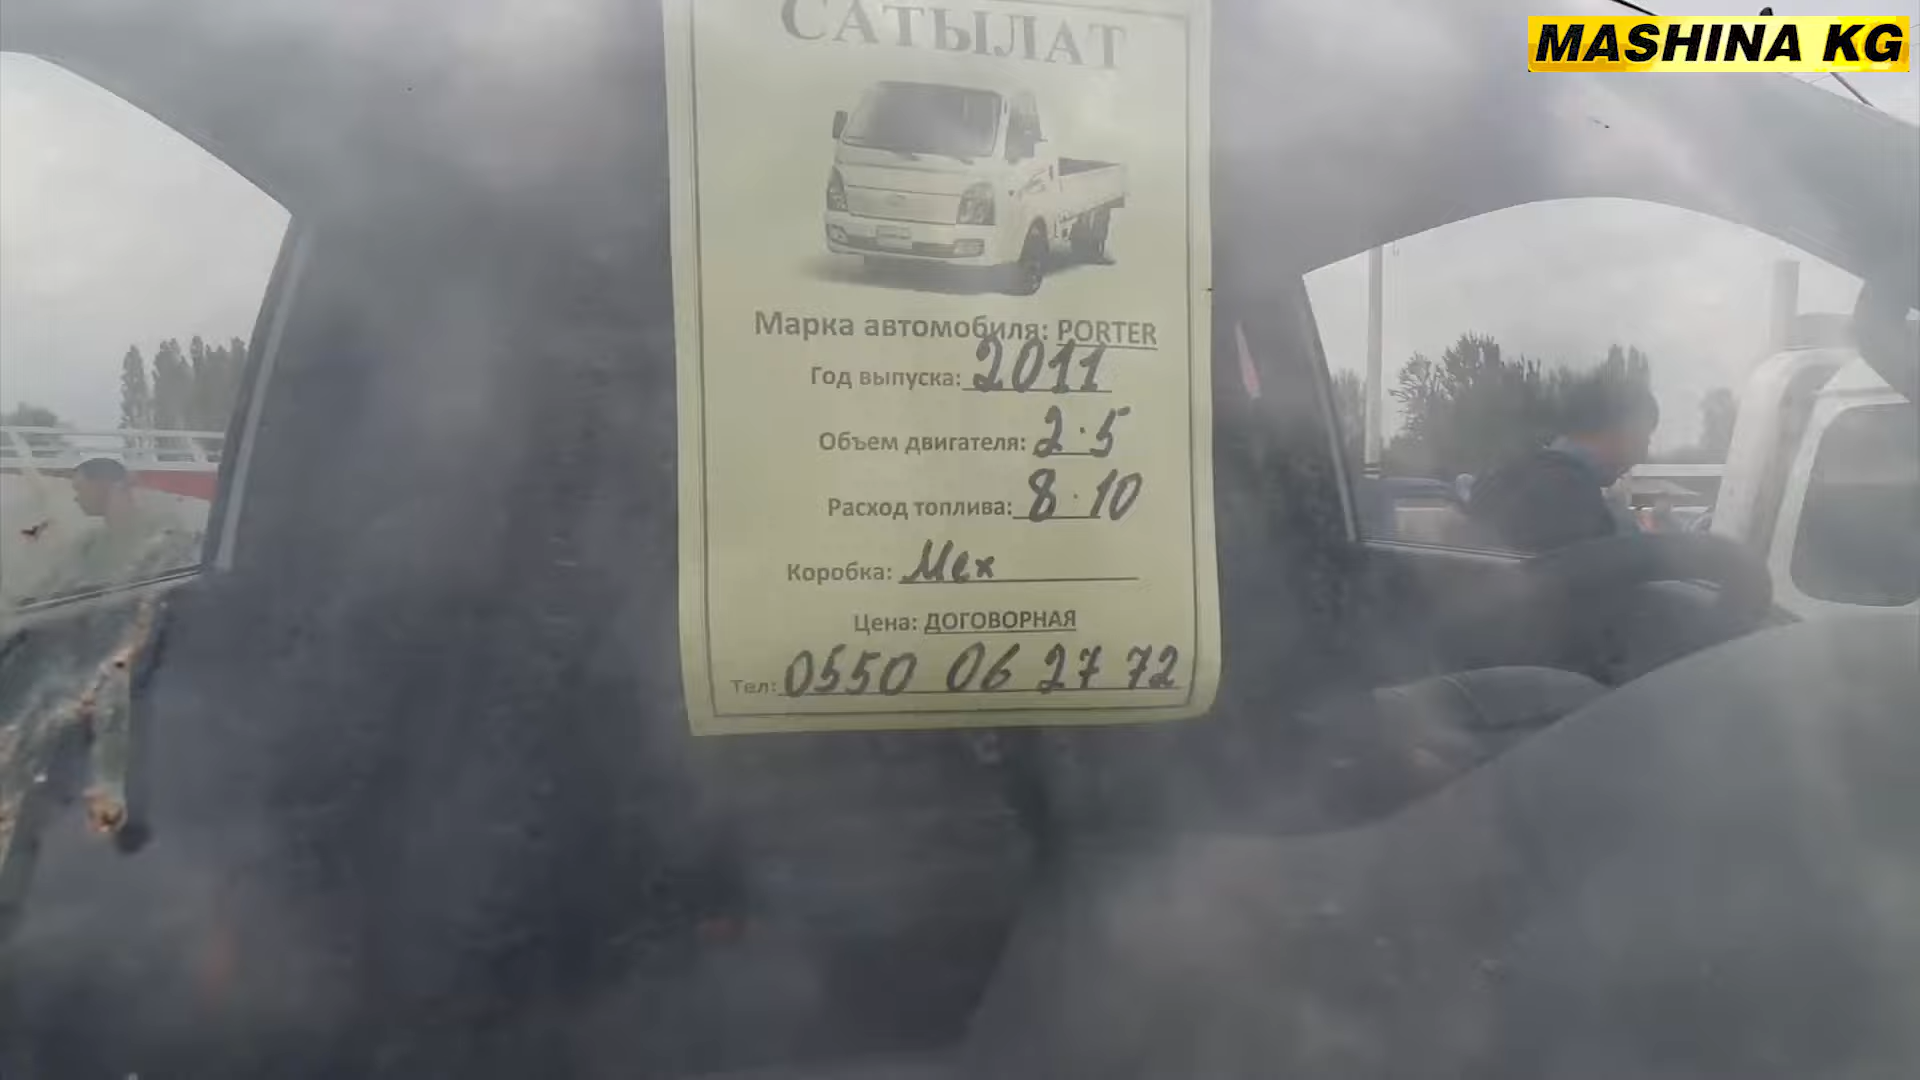 MASHINA KG
САТЫЛАТ
Марка автомобиля: PORTER
Год выпуска: 2011
Объем двигателя: 2.5
Расход топлива: 8.10
Коробка: Мех
Цена: ДОГОВОРНАЯ
Тел: 0550 06 27 72